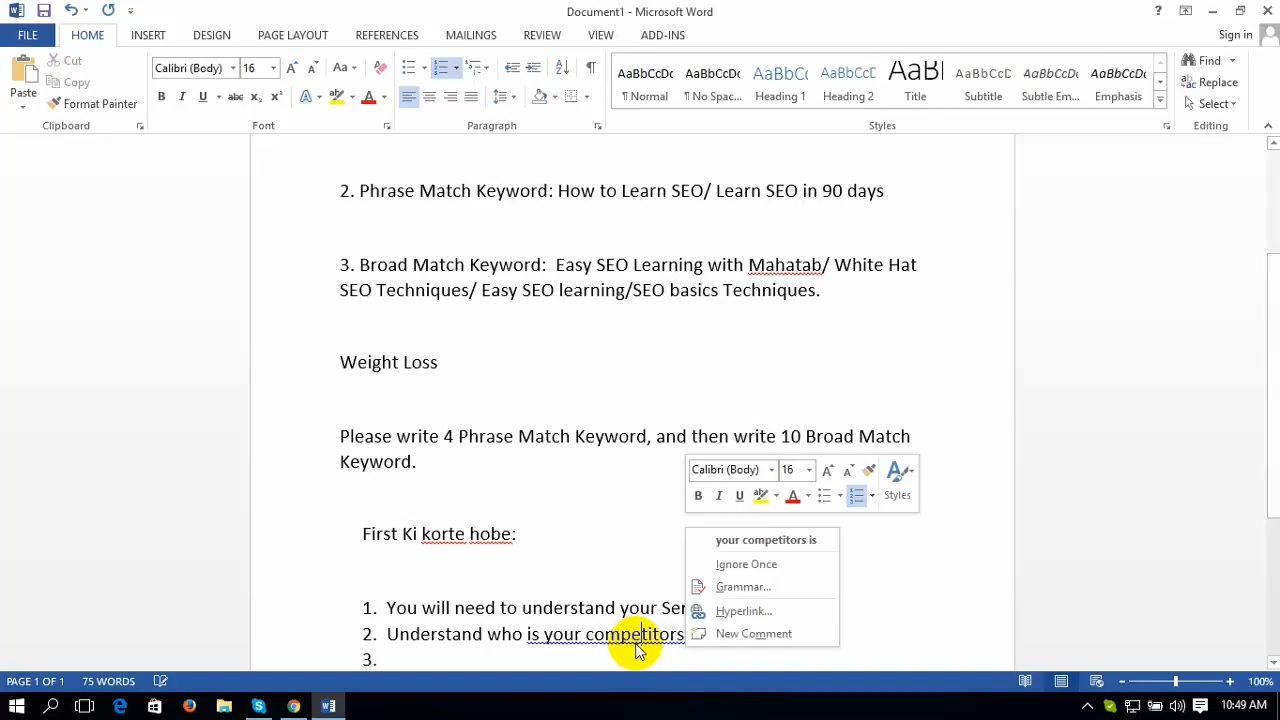 Document1 - Microsoft Word
? Sign in
FILE HOME INSERT DESIGN PAGE LAYOUT REFERENCES MAILINGS REVIEW VIEW ADD-INS
Paste Cut Copy Format Painter
Calibri (Body) 16 Aa
B I U abc X₂ X² A ab A
AaBbCcDc AaBbCcDc AaBbCc AaBbCcC AaBl AaBbCcD AaBbCcDc AaBbCcDc
¶ Normal ¶ No Spac... Heading 1 Heading 2 Title Subtitle Subtle Em... Emphasis
Find Replace Select
Clipboard Font Paragraph Styles Editing
2. Phrase Match Keyword: How to Learn SEO/ Learn SEO in 90 days
3. Broad Match Keyword: Easy SEO Learning with Mahatab/ White Hat
SEO Techniques/ Easy SEO learning/SEO basics Techniques.
Weight Loss
Please write 4 Phrase Match Keyword, and then write 10 Broad Match
Keyword.
Calibri (Body) 16
B I U ab A Styles
First Ki korte hobe:
your competitors is
Ignore Once
Grammar...
Hyperlink...
New Comment
1. You will need to understand your Ser
2. Understand who is your competitors
3.
PAGE 1 OF 1 75 WORDS 100%
10:49 AM